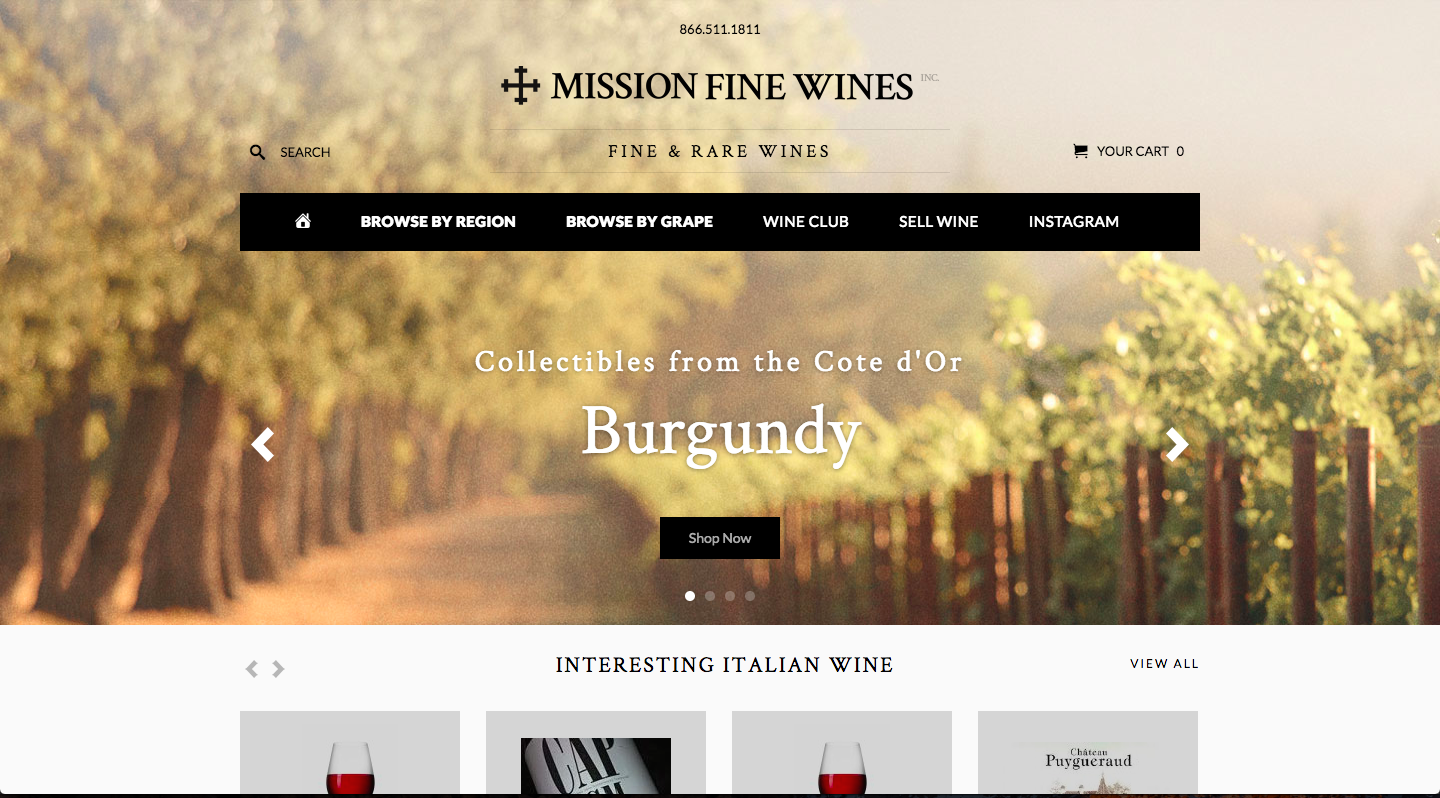 866.511.1811
MISSION FINE WINES INC.
SEARCH
FINE & RARE WINES
YOUR CART 0
BROWSE BY REGION BROWSE BY GRAPE WINE CLUB SELL WINE INSTAGRAM
Collectibles from the Cote d'Or
Burgundy
Shop Now
INTERESTING ITALIAN WINE
VIEW ALL
CAP
Château
Puygueraud